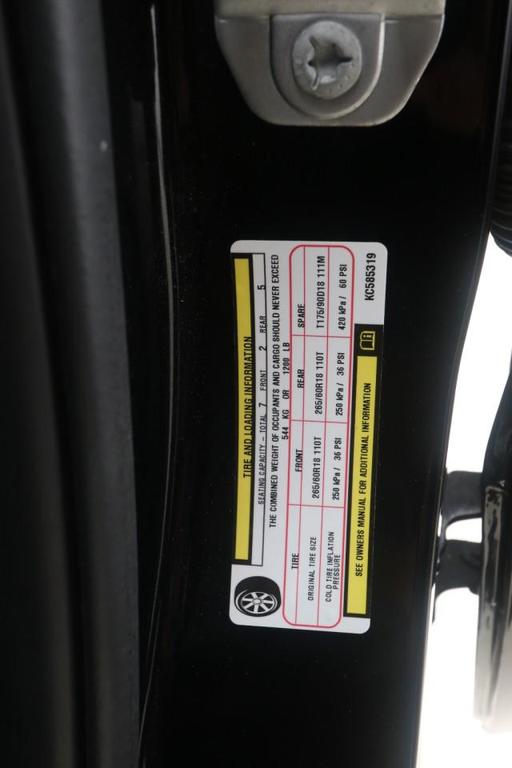 TIRE AND LOADING INFORMATION
SEATING CAPACITY - TOTAL 7 FRONT 2 REAR 5
THE COMBINED WEIGHT OF OCCUPANTS AND CARGO SHOULD NEVER EXCEED
544 KG OR 1200 LB
TIRE FRONT REAR SPARE
ORIGINAL TIRE SIZE 265/60R18 110T 265/60R18 110T T175/90D18 111M
COLD TIRE INFLATION
PRESSURE 250 kPa / 36 PSI 250 kPa / 36 PSI 420 kPa / 60 PSI
SEE OWNERS MANUAL FOR ADDITIONAL INFORMATION
KC585319